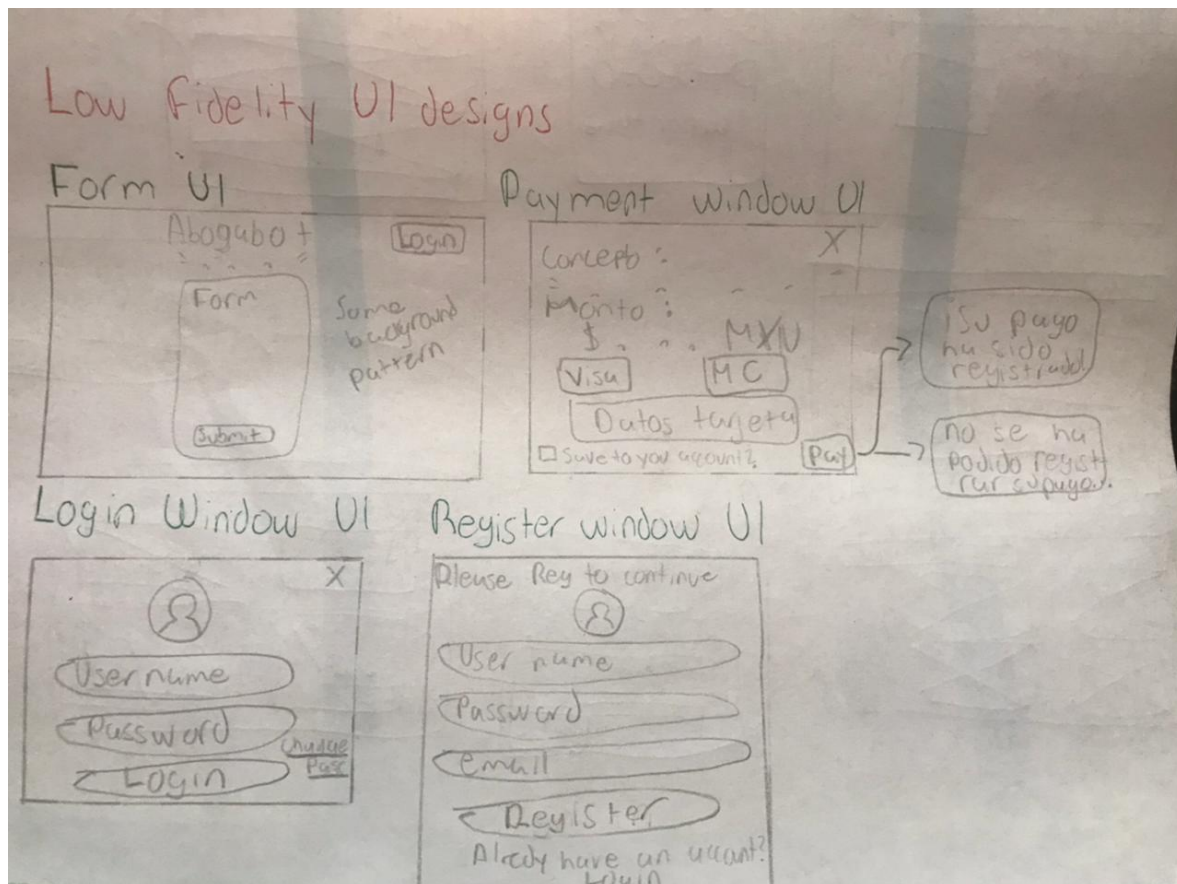 Low fidelity UI designs
Form UI
Abogabot
Login
Form
Some
background
pattern
Submit
Payment window UI
X
Concepto:
Monto:
$ . . . MXN
Visa
MC
Datos tarjeta
Save to you account?
Pay
¡Su pago
ha sido
registrado!
no se ha
podido regist
rar su pago.
Login Window UI
X
Username
Password
Change
Pass
Login
Register window UI
Please Reg to continue
User name
Password
email
Register
Alredy have an account?
Login